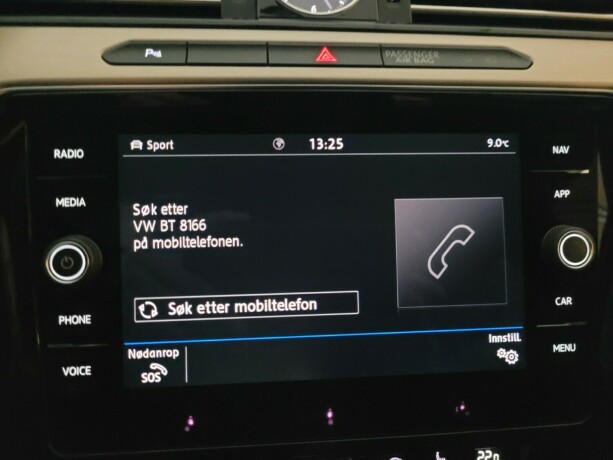 PASSENGER
AIR BAG
RADIO
MEDIA
PHONE
VOICE
Sport 13:25 9.0°C
Søk etter
VW BT 8166
på mobiltelefonen.
Søk etter mobiltelefon
Nødanrop
SOS
Innstill.
NAV
APP
CAR
MENU